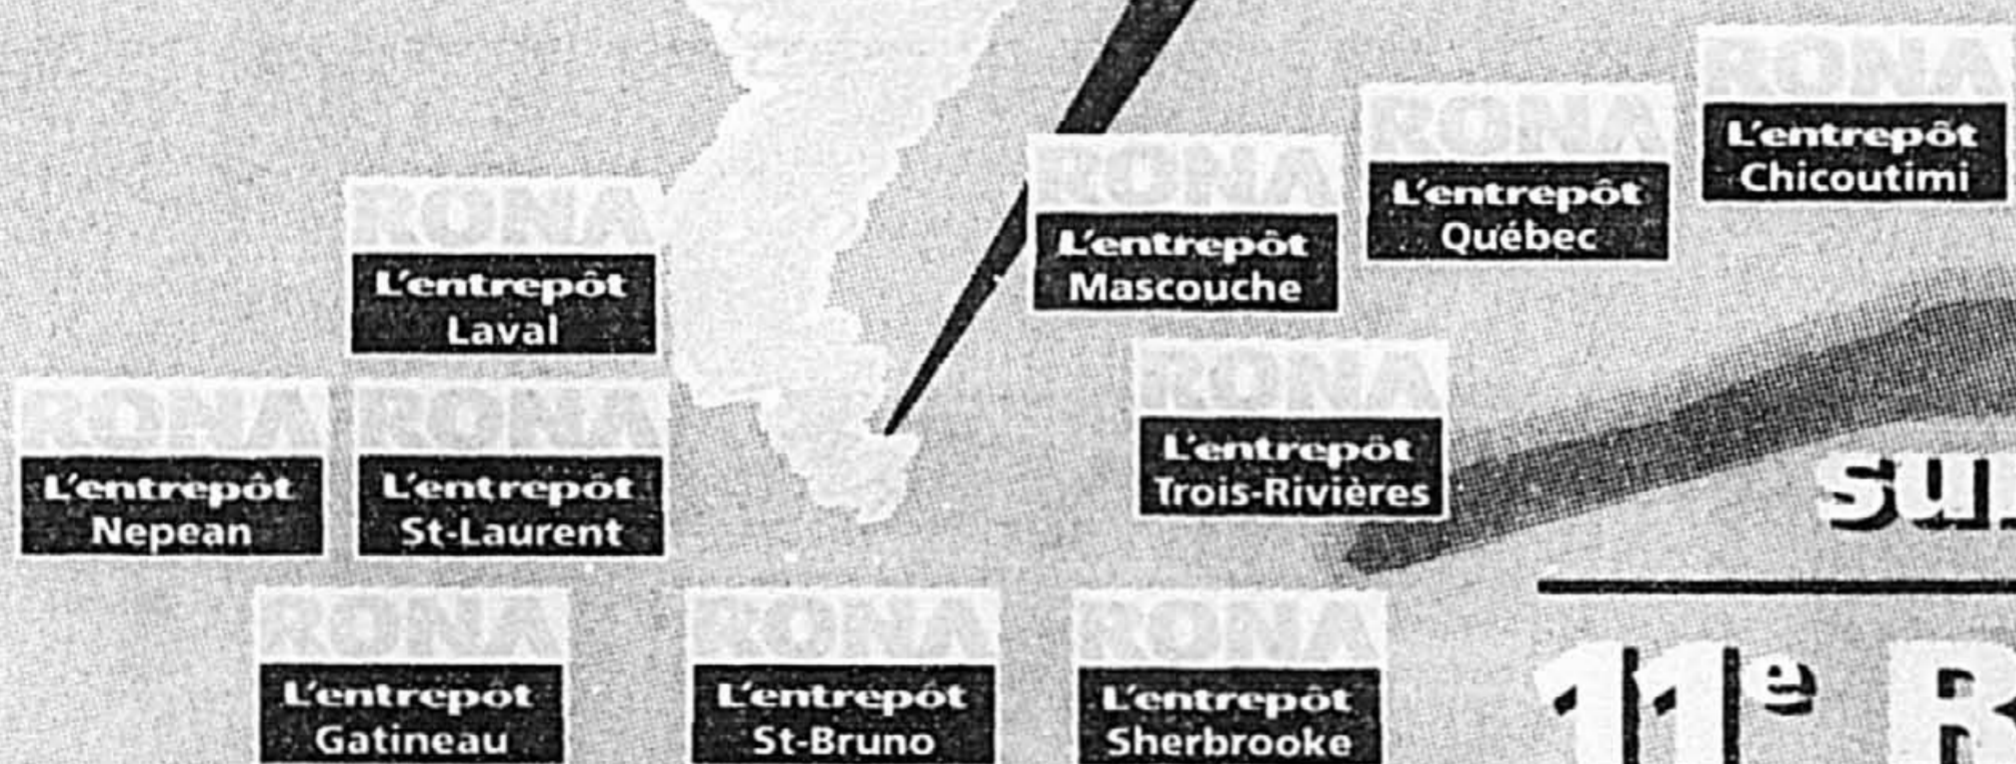 RONA
L'entrepôt
Chicoutimi
RONA
L'entrepôt
Québec
RONA
L'entrepôt
Mascouche
RONA
L'entrepôt
Laval
RONA
L'entrepôt
Trois-Rivières
RONA
L'entrepôt
Nepean
RONA
L'entrepôt
St-Laurent
RONA
L'entrepôt
Gatineau
RONA
L'entrepôt
St-Bruno
RONA
L'entrepôt
Sherbrooke
11e